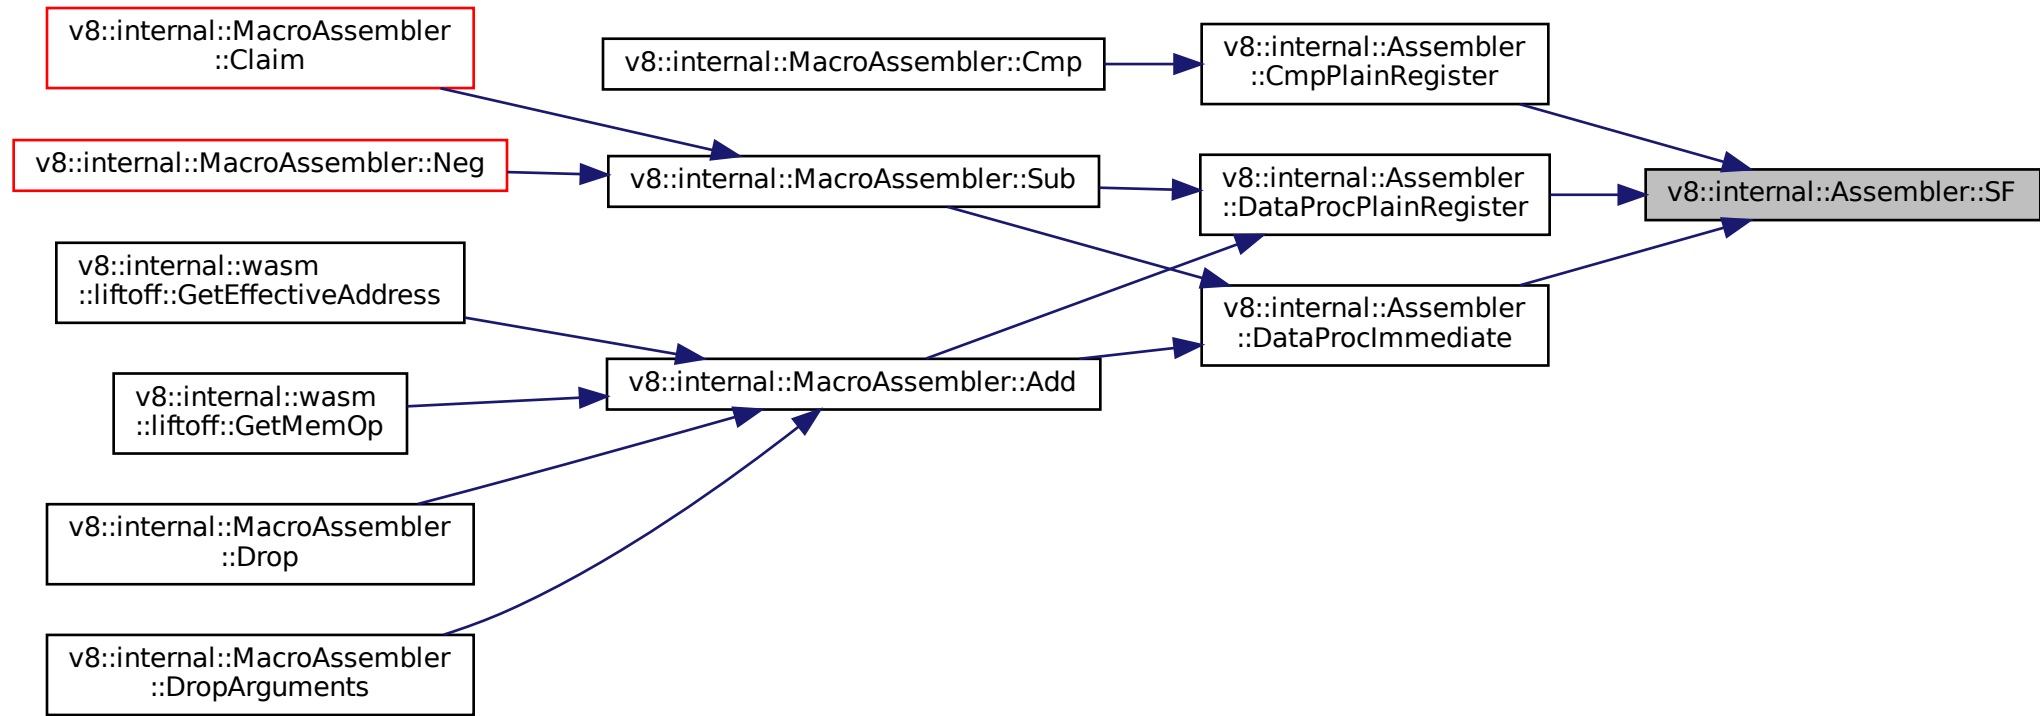 v8::internal::MacroAssembler
::Claim
v8::internal::MacroAssembler::Neg
v8::internal::wasm
::liftoff::GetEffectiveAddress
v8::internal::wasm
::liftoff::GetMemOp
v8::internal::MacroAssembler
::Drop
v8::internal::MacroAssembler
::DropArguments
v8::internal::MacroAssembler::Cmp
v8::internal::MacroAssembler::Sub
v8::internal::MacroAssembler::Add
v8::internal::Assembler
::CmpPlainRegister
v8::internal::Assembler
::DataProcPlainRegister
v8::internal::Assembler
::DataProcImmediate
v8::internal::Assembler::SF